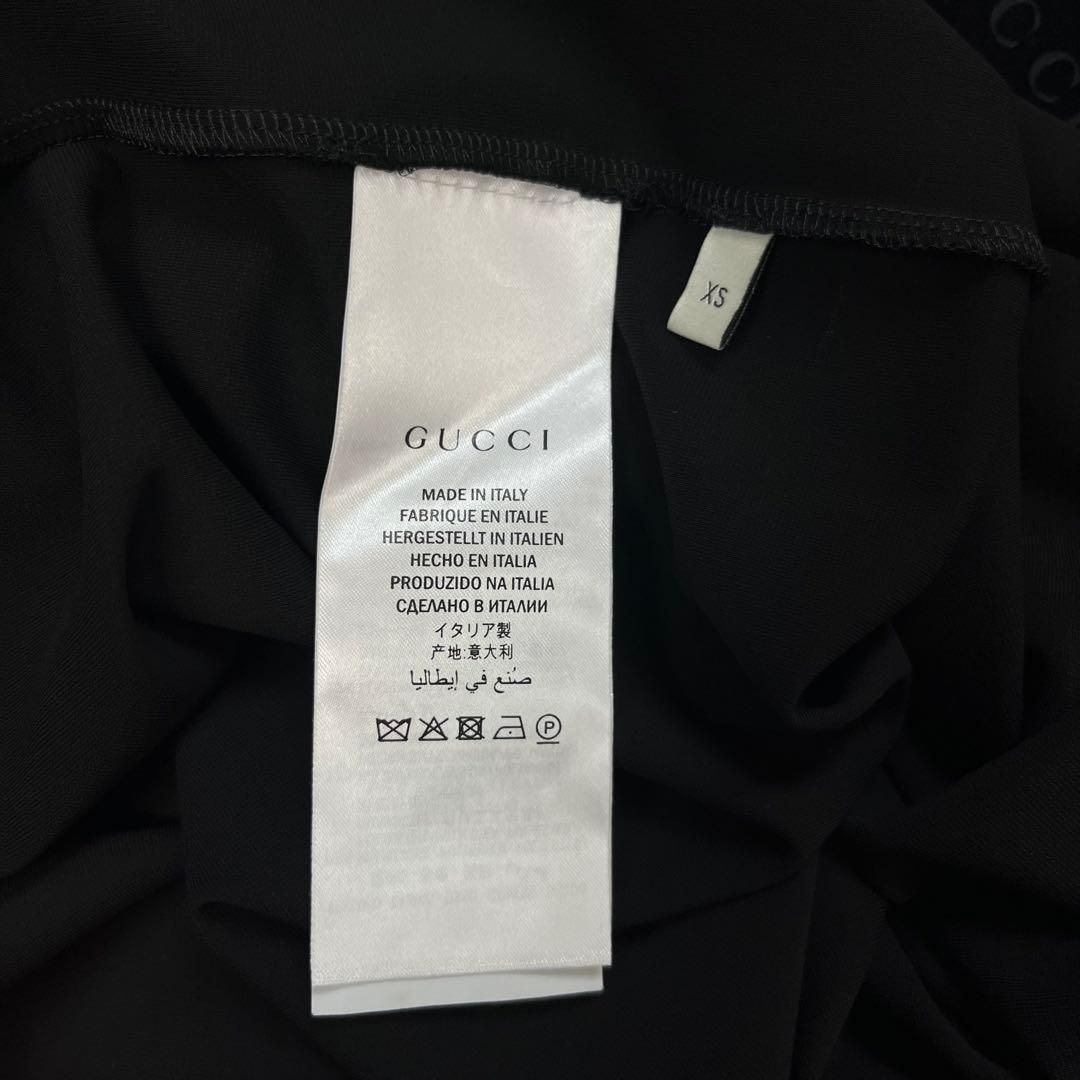 XS
GUCCI
MADE IN ITALY
FABRIQUE EN ITALIE
HERGESTELLT IN ITALIEN
HECHO EN ITALIA
PRODUZIDO NA ITALIA
СДЕЛАНО В ИТАЛИИ
イタリア製
产地:意大利
صُنع في إيطاليا
P